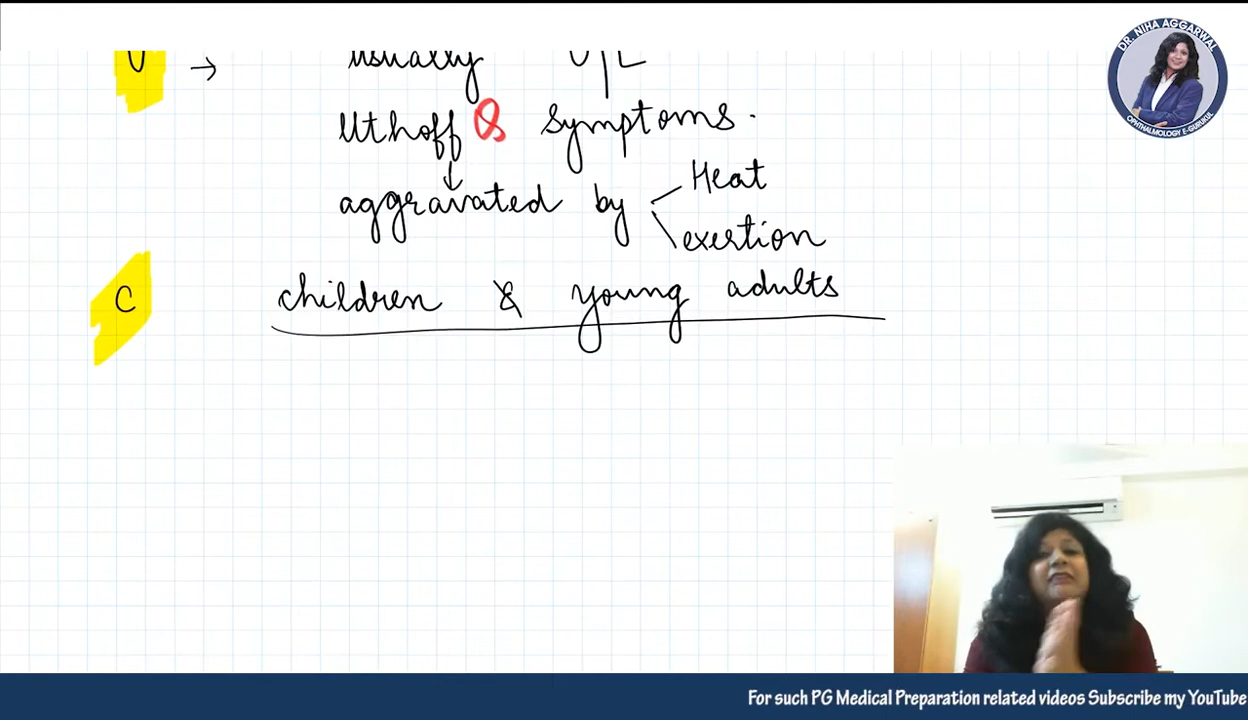 U → usually U/L
Uthoff's symptoms.
↓
aggravated by Heat
exertion
C children & young adults
DR. NIHA AGGARWAL
OPHTHALMOLOGY E-GURUKUL
For such PG Medical Preparation related videos Subscribe my YouTube